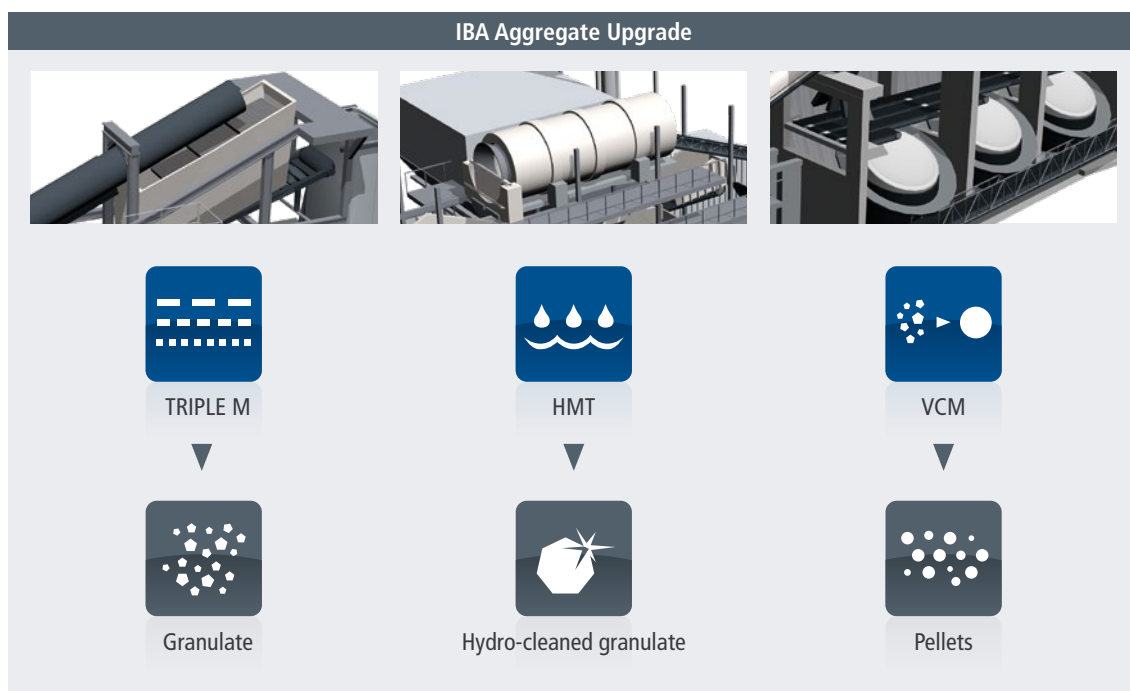 IBA Aggregate Upgrade
TRIPLE M
HMT
VCM
Granulate
Hydro-cleaned granulate
Pellets